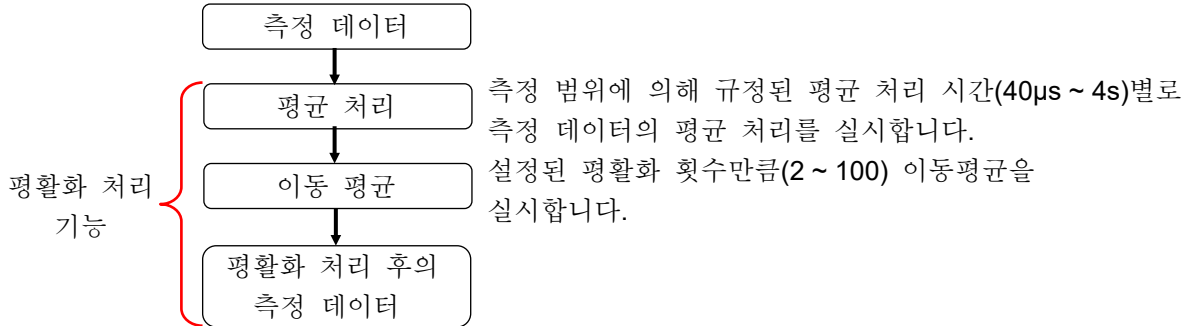 측정 데이터
평균 처리
측정 범위에 의해 규정된 평균 처리 시간(40μs ~ 4s)별로
측정 데이터의 평균 처리를 실시합니다.
평활화 처리
기능
이동 평균
설정된 평활화 횟수만큼(2 ~ 100) 이동평균을
실시합니다.
평활화 처리 후의
측정 데이터